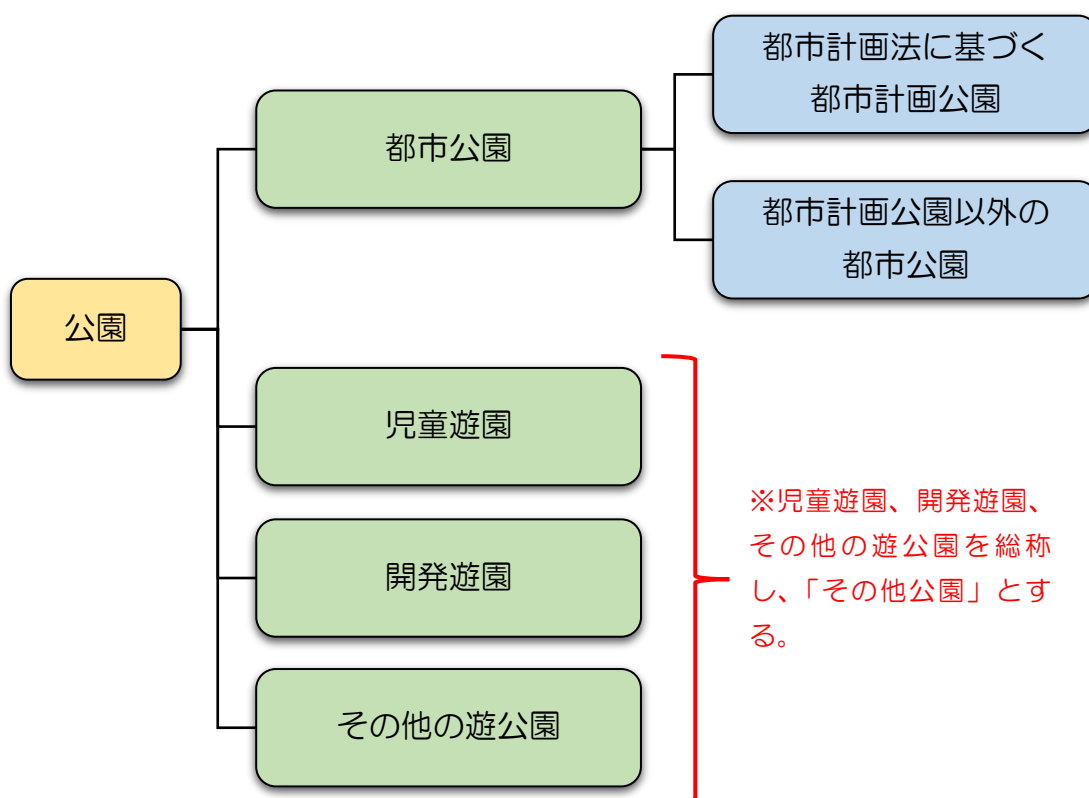 都市計画法に基づく
都市計画公園
都市公園
都市計画公園以外の
都市公園
公園
児童遊園
※児童遊園、開発遊園、
その他の遊公園を総称
し、「その他公園」とす
る。
開発遊園
その他の遊公園